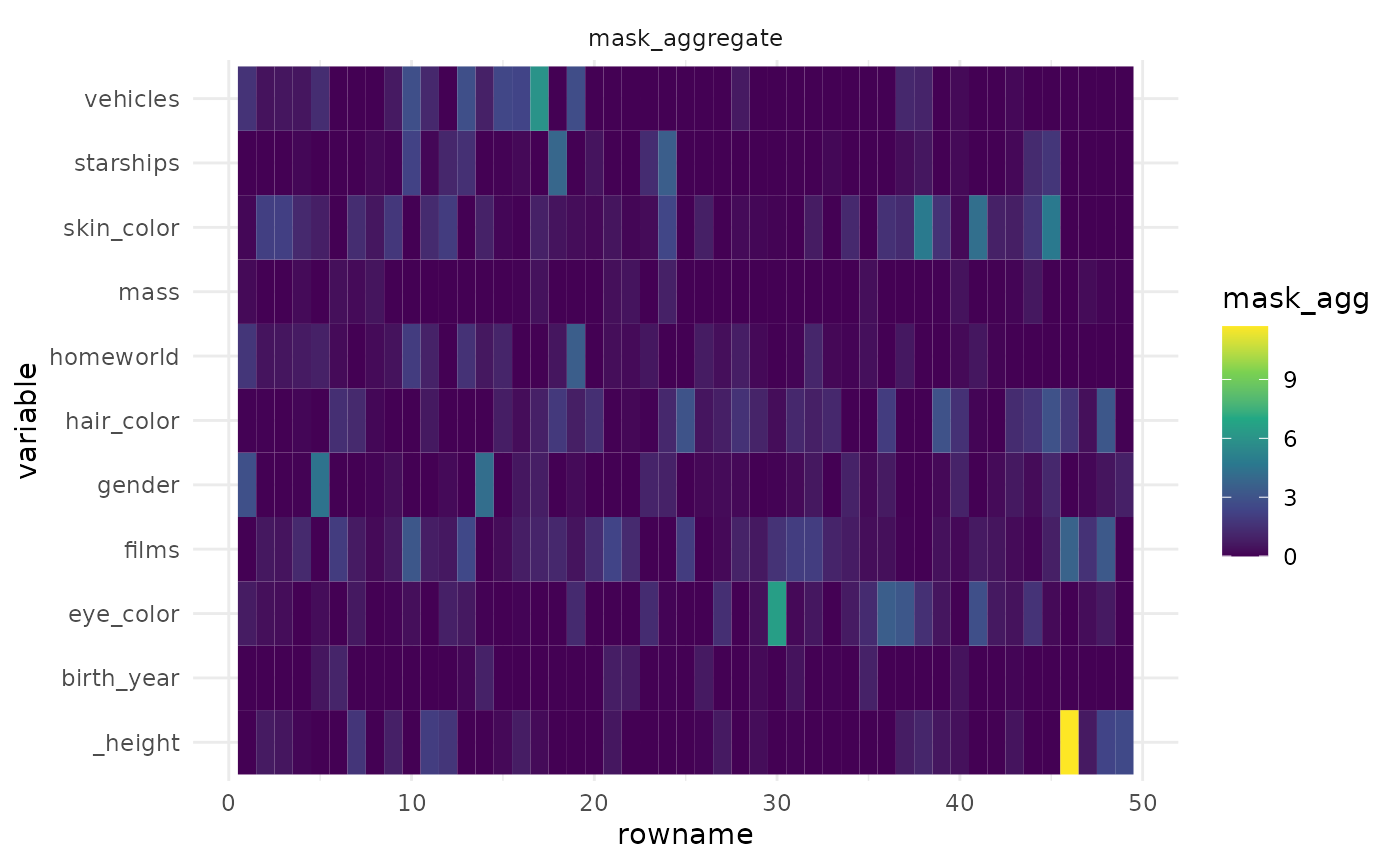 mask_aggregate
variable
vehicles
starships
skin_color
mass
homeworld
hair_color
gender
films
eye_color
birth_year
_height
0 10 20 30 40 50
rowname
mask_agg
9
6
3
0